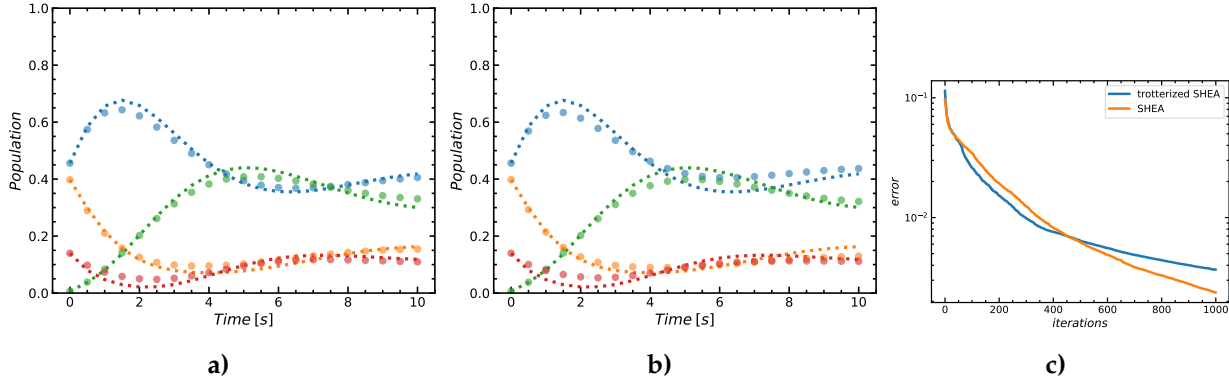 1.0
0.8
0.6
0.4
0.2
0.0
Population
0 2 4 6 8 10
Time [s]
a)
1.0
0.8
0.6
0.4
0.2
0.0
Population
0 2 4 6 8 10
Time [s]
b)
10⁻¹
10⁻²
error
trotterized SHEA
SHEA
0 200 400 600 800 1000
iterations
c)